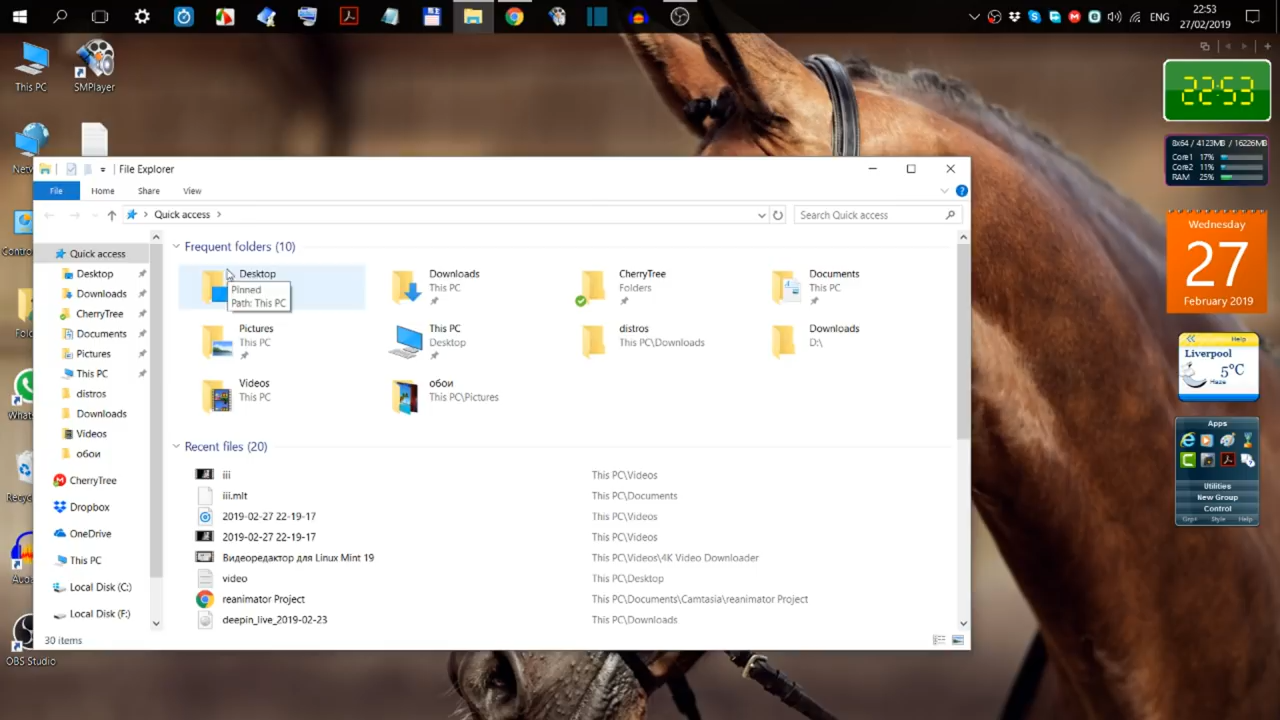 ENG
22:53
27/02/2019
This PC
SMPlayer
22:53
8x64 / 4123MB / 16226MB
Core1 17%
Core2 11%
RAM 25%
Wednesday
27
February 2019
Help
Liverpool
5°C
Haze
Apps
Utilities
New Group
Control
Grps Style Help
File Explorer
File Home Share View
Quick access
Search Quick access
Quick access
Desktop
Downloads
CherryTree
Documents
Pictures
This PC
distros
Downloads
Videos
обои
CherryTree
Dropbox
OneDrive
This PC
Local Disk (C:)
Local Disk (F:)
Frequent folders (10)
Desktop
Pinned
Path: This PC
Downloads
This PC
CherryTree
Folders
Documents
This PC
Pictures
This PC
This PC
Desktop
distros
This PC\Downloads
Downloads
D:\
Videos
This PC
обои
This PC\Pictures
Recent files (20)
iii This PC\Videos
iii.mlt This PC\Documents
2019-02-27 22-19-17 This PC\Videos
2019-02-27 22-19-17 This PC\Videos
Видеоредактор для Linux Mint 19 This PC\Videos\4K Video Downloader
video This PC\Desktop
reanimator Project This PC\Documents\Camtasia\reanimator Project
deepin_live_2019-02-23 This PC\Downloads
30 items
OBS Studio